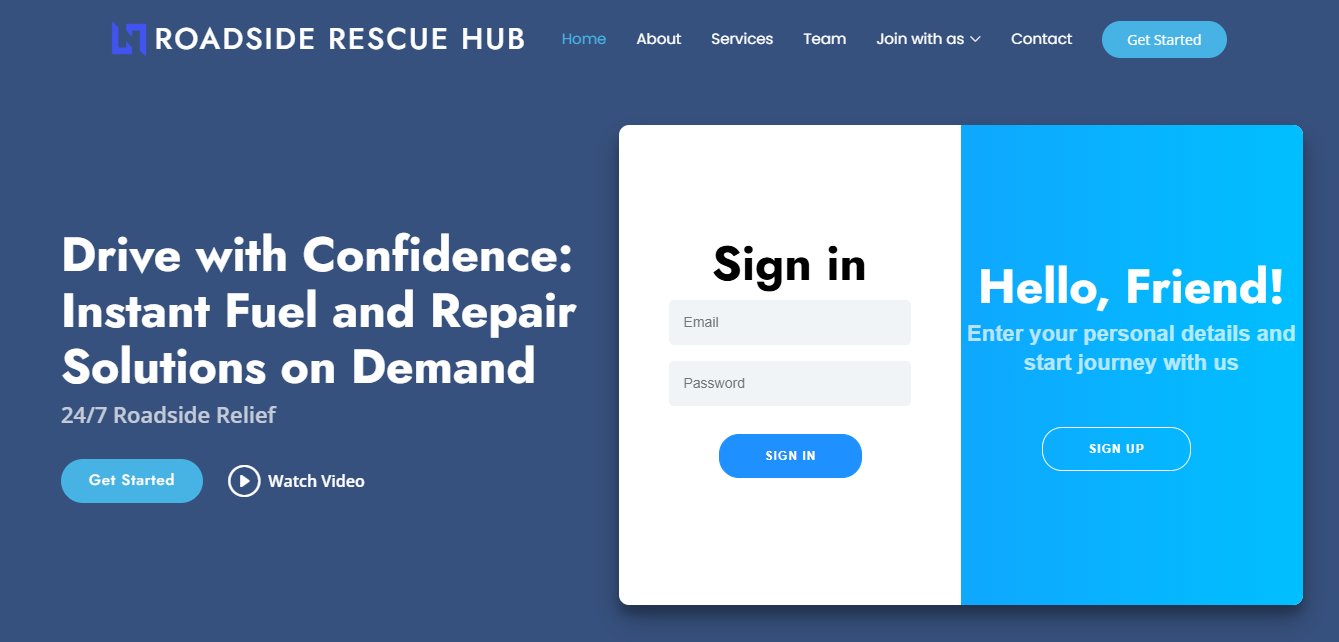 ROADSIDE RESCUE HUB
Home
About
Services
Team
Join with as
Contact
Get Started
Drive with Confidence:
Instant Fuel and Repair
Solutions on Demand
24/7 Roadside Relief
Get Started
Watch Video
Sign in
Email
Password
SIGN IN
Hello, Friend!
Enter your personal details and
start journey with us
SIGN UP